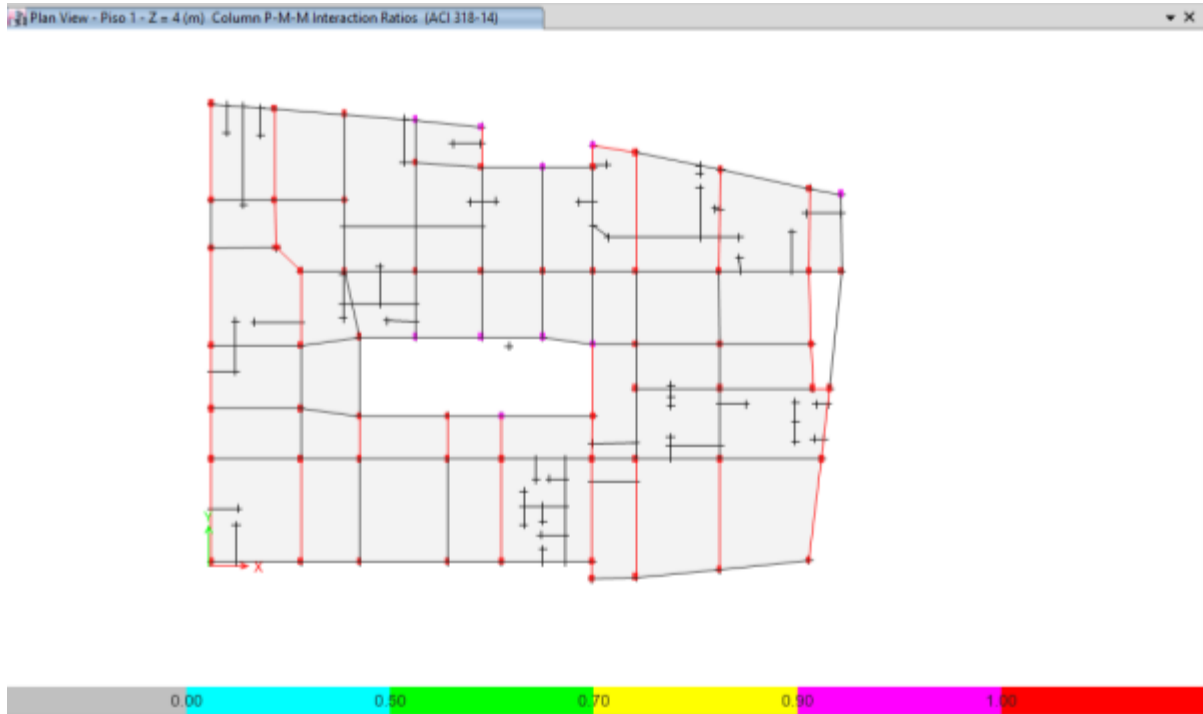 Plan View - Piso 1 - Z = 4 (m) Column P-M-M Interaction Ratios (ACI 318-14)
Y
X
0.00 0.50 0.70 0.90 1.00